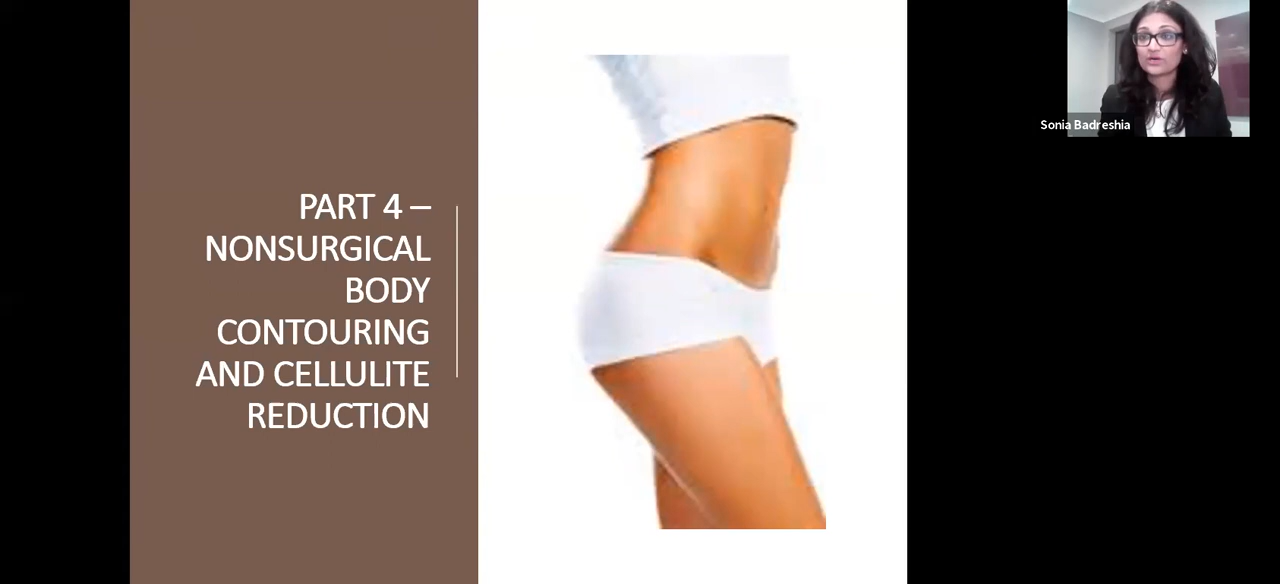 PART 4 –
NONSURGICAL
BODY
CONTOURING
AND CELLULITE
REDUCTION
Sonia Badreshia